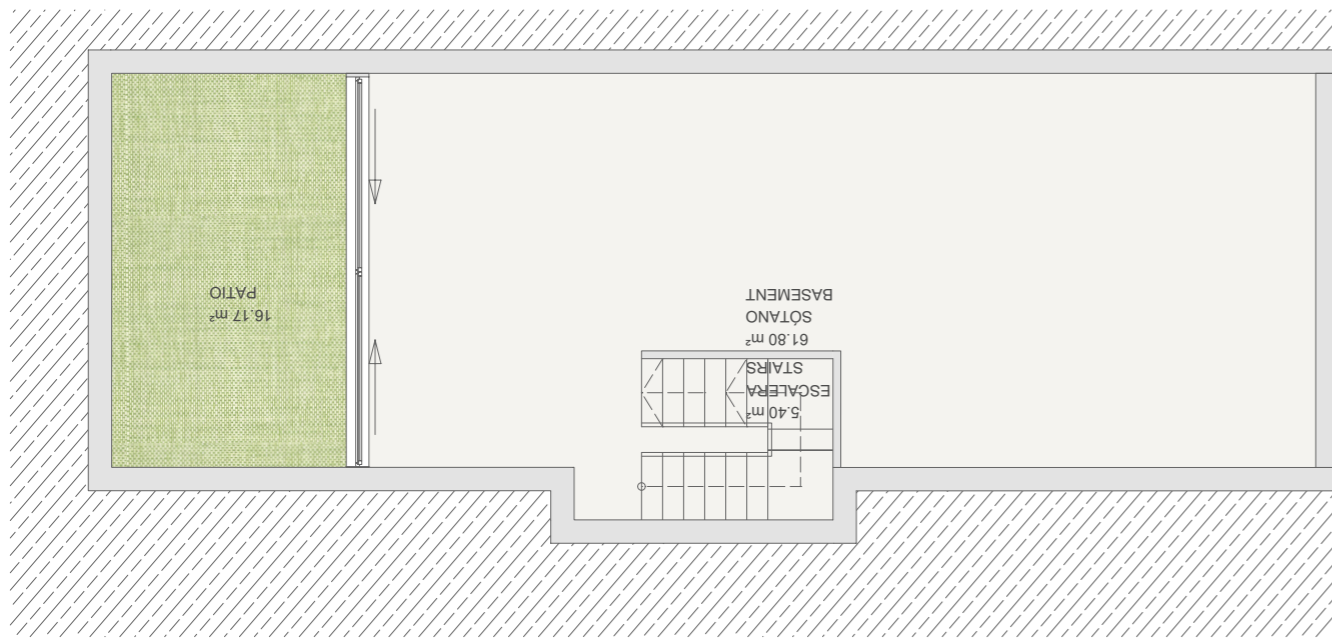 16.17 m²
PATIO
5.40 m²
ESCALERA
STAIRS
61.80 m²
SÓTANO
BASEMENT